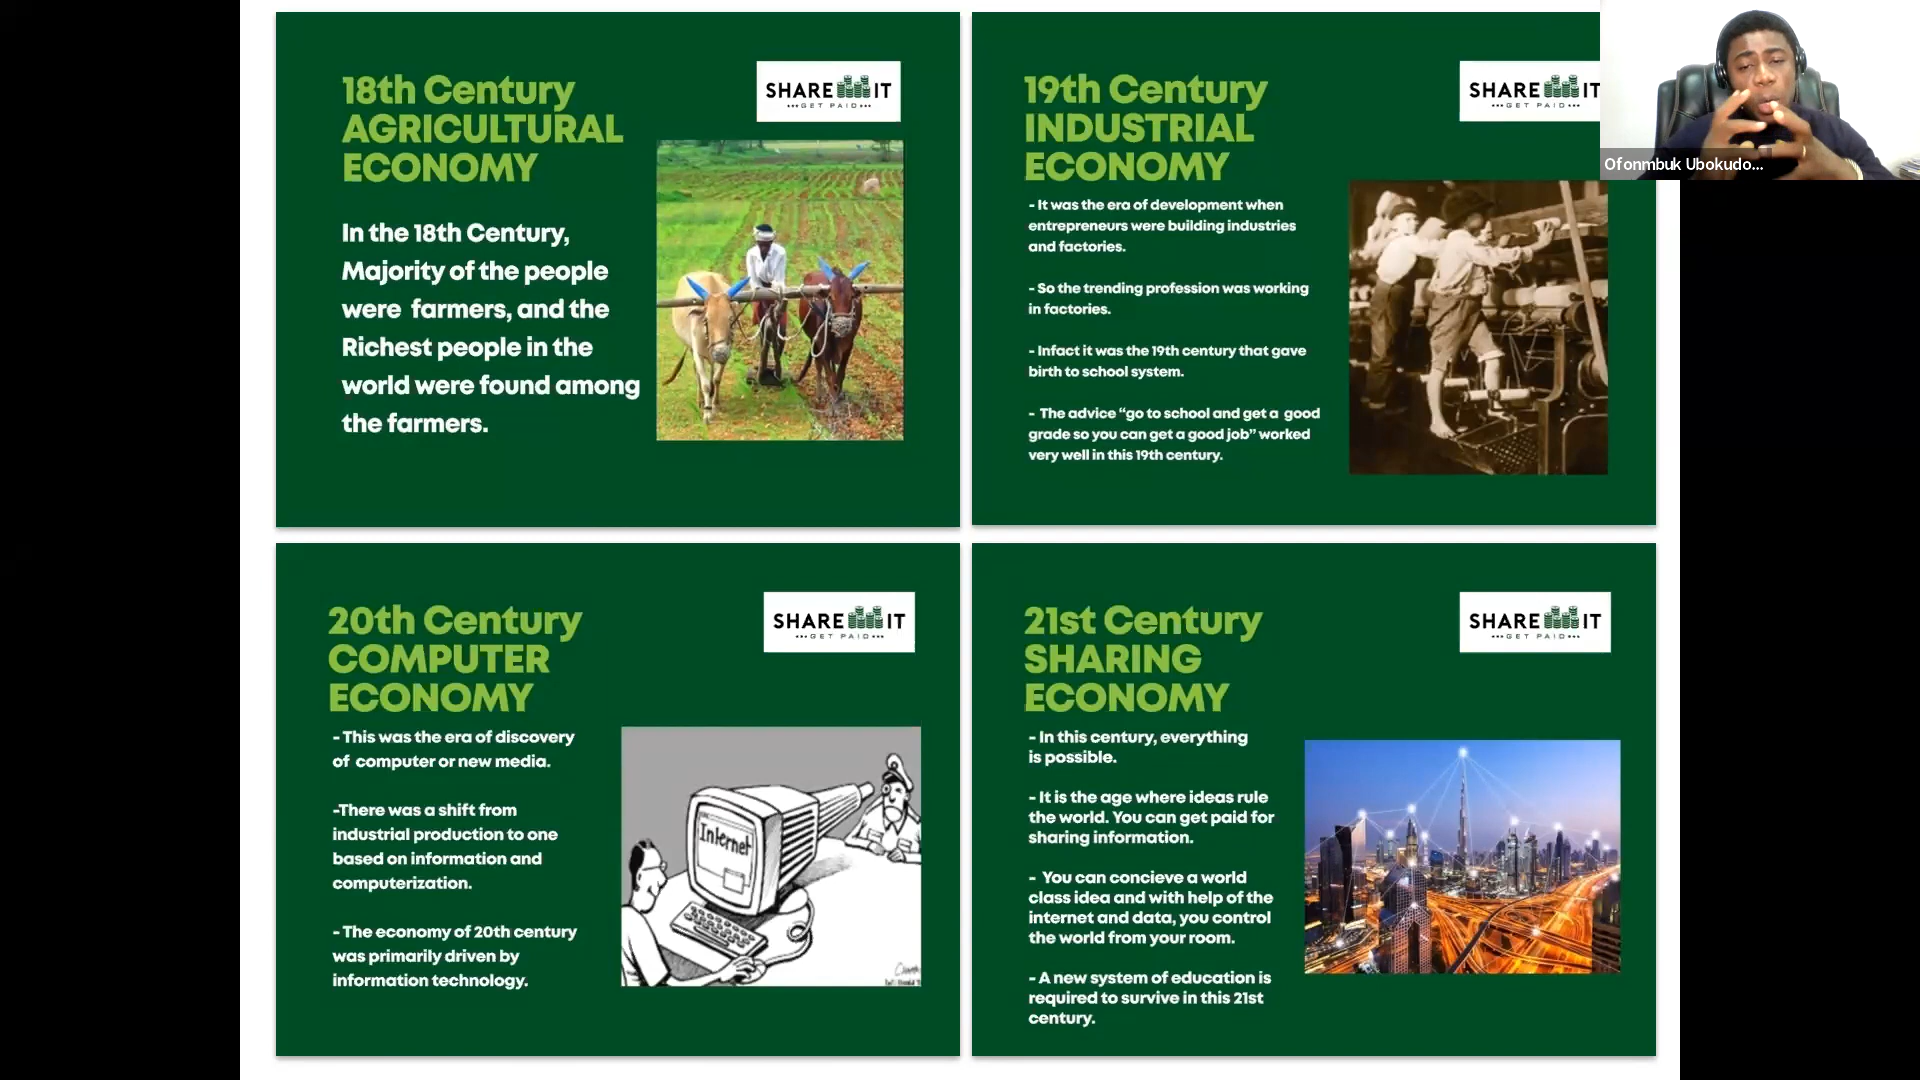 18th Century
AGRICULTURAL
ECONOMY
SHARE IT
GET PAID
In the 18th Century,
Majority of the people
were farmers, and the
Richest people in the
world were found among
the farmers.
19th Century
INDUSTRIAL
ECONOMY
SHARE IT
GET PAID
- It was the era of development when
entrepreneurs were building industries
and factories.
- So the trending profession was working
in factories.
- Infact it was the 19th century that gave
birth to school system.
- The advice “go to school and get a good
grade so you can get a good job” worked
very well in this 19th century.
Ofonmbuk Ubokudo...
20th Century
COMPUTER
ECONOMY
SHARE IT
GET PAID
- This was the era of discovery
of computer or new media.
-There was a shift from
industrial production to one
based on information and
computerization.
- The economy of 20th century
was primarily driven by
information technology.
Internet
21st Century
SHARING
ECONOMY
SHARE IT
GET PAID
- In this century, everything
is possible.
- It is the age where ideas rule
the world. You can get paid for
sharing information.
- You can concieve a world
class idea and with help of the
internet and data, you control
the world from your room.
- A new system of education is
required to survive in this 21st
century.